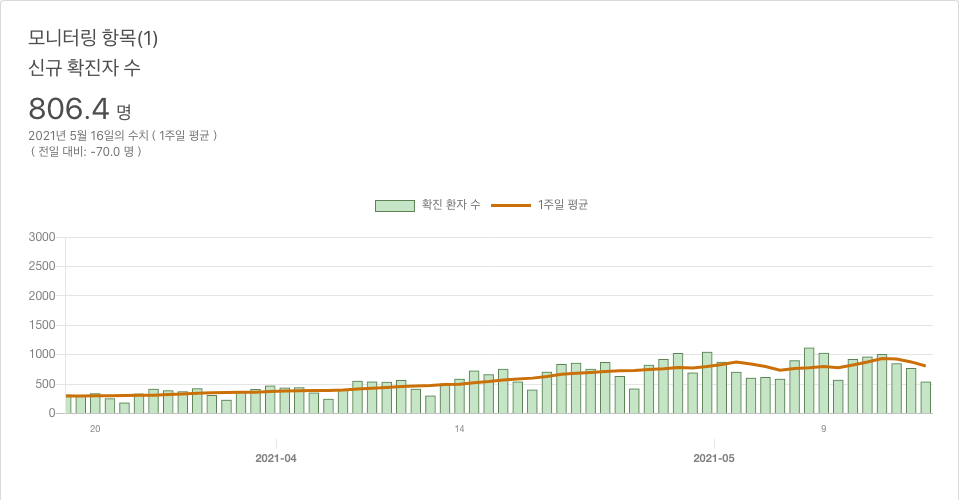 모니터링 항목(1)
신규 확진자 수
806.4 명
2021년 5월 16일의 수치 ( 1주일 평균 )
( 전일 대비: -70.0 명 )
확진 환자 수 1주일 평균
3000
2500
2000
1500
1000
500
0
20 14 9
2021-04 2021-05